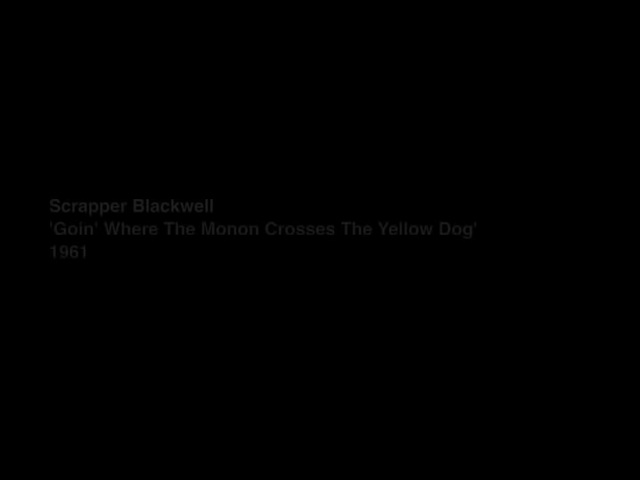 Scrapper Blackwell
'Goin' Where The Monon Crosses The Yellow Dog'
1961